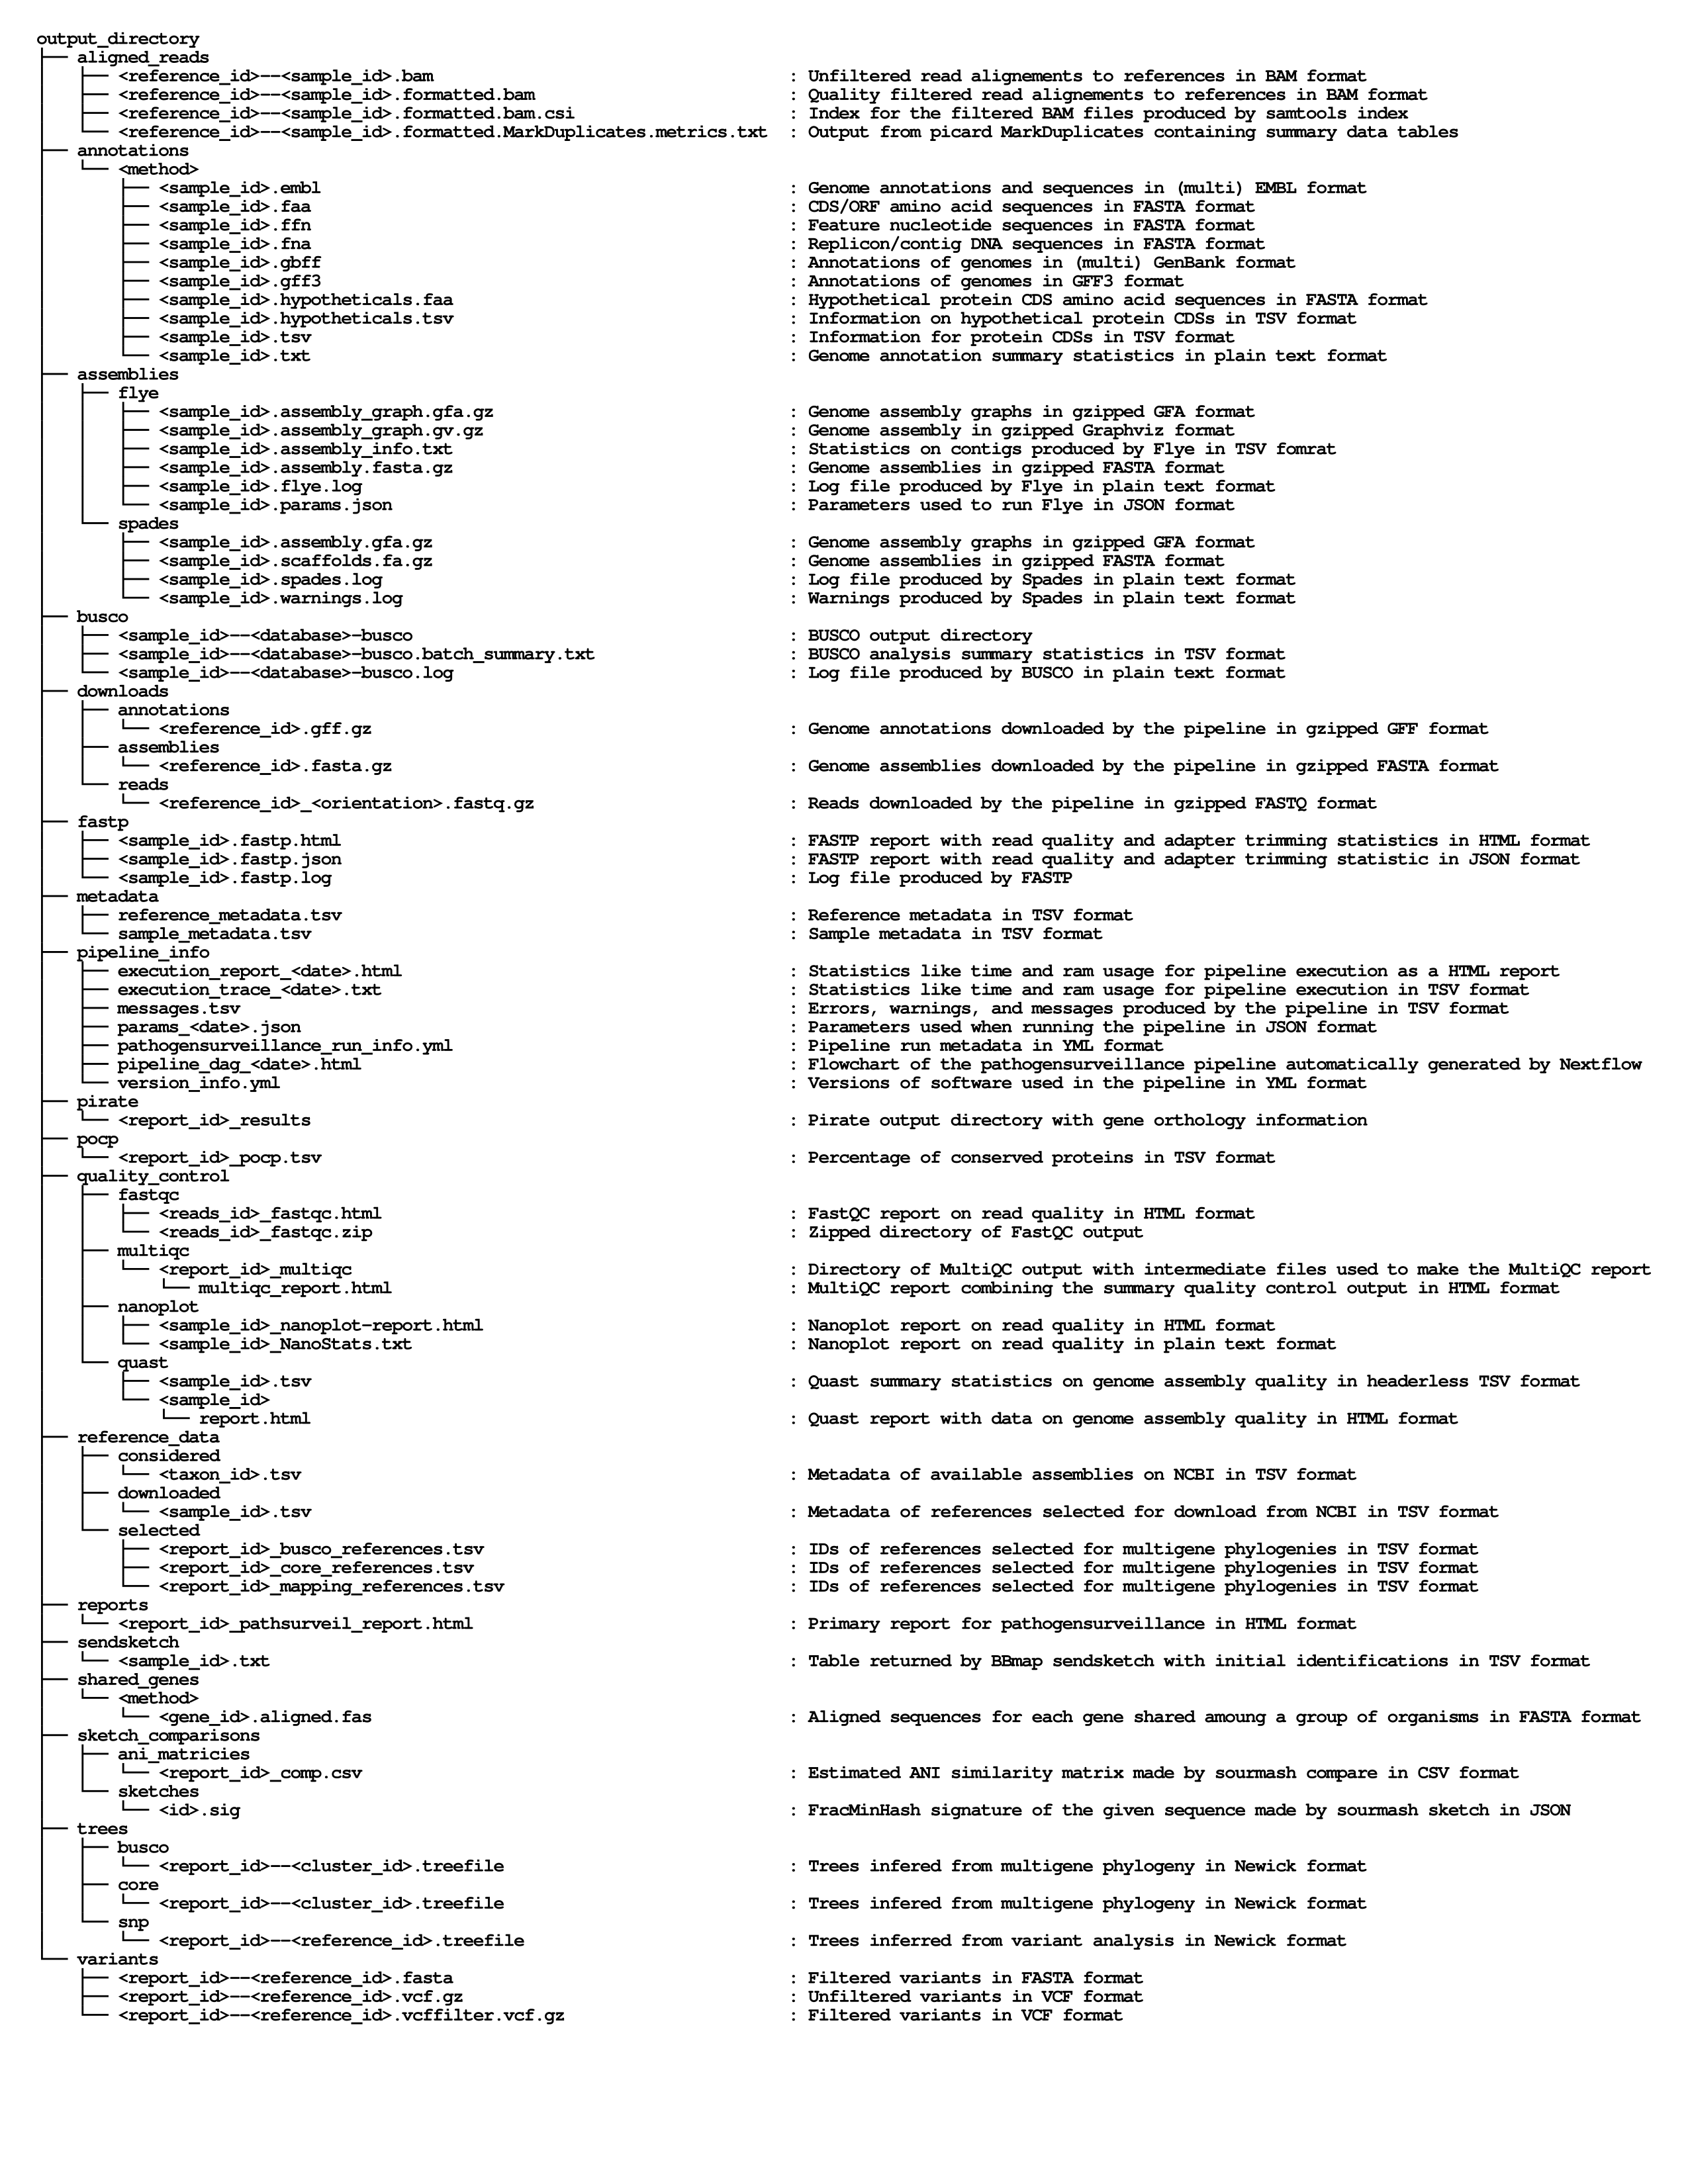 output_directory
├── aligned_reads
│   ├── <reference_id>--<sample_id>.bam : Unfiltered read alignements to references in BAM format
│   ├── <reference_id>--<sample_id>.formatted.bam : Quality filtered read alignements to references in BAM format
│   ├── <reference_id>--<sample_id>.formatted.bam.csi : Index for the filtered BAM files produced by samtools index
│   └── <reference_id>--<sample_id>.formatted.MarkDuplicates.metrics.txt : Output from picard MarkDuplicates containing summary data tables
├── annotations
│   └── <method>
│       ├── <sample_id>.embl : Genome annotations and sequences in (multi) EMBL format
│       ├── <sample_id>.faa : CDS/ORF amino acid sequences in FASTA format
│       ├── <sample_id>.ffn : Feature nucleotide sequences in FASTA format
│       ├── <sample_id>.fna : Replicon/contig DNA sequences in FASTA format
│       ├── <sample_id>.gbff : Annotations of genomes in (multi) GenBank format
│       ├── <sample_id>.gff3 : Annotations of genomes in GFF3 format
│       ├── <sample_id>.hypotheticals.faa : Hypothetical protein CDS amino acid sequences in FASTA format
│       ├── <sample_id>.hypotheticals.tsv : Information on hypothetical protein CDSs in TSV format
│       ├── <sample_id>.tsv : Information for protein CDSs in TSV format
│       └── <sample_id>.txt : Genome annotation summary statistics in plain text format
├── assemblies
│   ├── flye
│   │   ├── <sample_id>.assembly_graph.gfa.gz : Genome assembly graphs in gzipped GFA format
│   │   ├── <sample_id>.assembly_graph.gv.gz : Genome assembly in gzipped Graphviz format
│   │   ├── <sample_id>.assembly_info.txt : Statistics on contigs produced by Flye in TSV fomrat
│   │   ├── <sample_id>.assembly.fasta.gz : Genome assemblies in gzipped FASTA format
│   │   ├── <sample_id>.flye.log : Log file produced by Flye in plain text format
│   │   └── <sample_id>.params.json : Parameters used to run Flye in JSON format
│   └── spades
│       ├── <sample_id>.assembly.gfa.gz : Genome assembly graphs in gzipped GFA format
│       ├── <sample_id>.scaffolds.fa.gz : Genome assemblies in gzipped FASTA format
│       ├── <sample_id>.spades.log : Log file produced by Spades in plain text format
│       └── <sample_id>.warnings.log : Warnings produced by Spades in plain text format
├── busco
│   ├── <sample_id>--<database>-busco : BUSCO output directory
│   ├── <sample_id>--<database>-busco.batch_summary.txt : BUSCO analysis summary statistics in TSV format
│   └── <sample_id>--<database>-busco.log : Log file produced by BUSCO in plain text format
├── downloads
│   ├── annotations
│   │   └── <reference_id>.gff.gz : Genome annotations downloaded by the pipeline in gzipped GFF format
│   ├── assemblies
│   │   └── <reference_id>.fasta.gz : Genome assemblies downloaded by the pipeline in gzipped FASTA format
│   └── reads
│       └── <reference_id>_<orientation>.fastq.gz : Reads downloaded by the pipeline in gzipped FASTQ format
├── fastp
│   ├── <sample_id>.fastp.html : FASTP report with read quality and adapter trimming statistics in HTML format
│   ├── <sample_id>.fastp.json : FASTP report with read quality and adapter trimming statistic in JSON format
│   └── <sample_id>.fastp.log : Log file produced by FASTP
├── metadata
│   ├── reference_metadata.tsv : Reference metadata in TSV format
│   └── sample_metadata.tsv : Sample metadata in TSV format
├── pipeline_info
│   ├── execution_report_<date>.html : Statistics like time and ram usage for pipeline execution as a HTML report
│   ├── execution_trace_<date>.txt : Statistics like time and ram usage for pipeline execution in TSV format
│   ├── messages.tsv : Errors, warnings, and messages produced by the pipeline in TSV format
│   ├── params_<date>.json : Parameters used when running the pipeline in JSON format
│   ├── pathogensurveillance_run_info.yml : Pipeline run metadata in YML format
│   ├── pipeline_dag_<date>.html : Flowchart of the pathogensurveillance pipeline automatically generated by Nextflow
│   └── version_info.yml : Versions of software used in the pipeline in YML format
├── pirate
│   └── <report_id>_results : Pirate output directory with gene orthology information
├── pocp
│   └── <report_id>_pocp.tsv : Percentage of conserved proteins in TSV format
├── quality_control
│   ├── fastqc
│   │   ├── <reads_id>_fastqc.html : FastQC report on read quality in HTML format
│   │   └── <reads_id>_fastqc.zip : Zipped directory of FastQC output
│   ├── multiqc
│   │   └── <report_id>_multiqc : Directory of MultiQC output with intermediate files used to make the MultiQC report
│   │       └── multiqc_report.html : MultiQC report combining the summary quality control output in HTML format
│   ├── nanoplot
│   │   ├── <sample_id>_nanoplot-report.html : Nanoplot report on read quality in HTML format
│   │   └── <sample_id>_NanoStats.txt : Nanoplot report on read quality in plain text format
│   └── quast
│       ├── <sample_id>.tsv : Quast summary statistics on genome assembly quality in headerless TSV format
│       └── <sample_id>
│           └── report.html : Quast report with data on genome assembly quality in HTML format
├── reference_data
│   ├── considered
│   │   └── <taxon_id>.tsv : Metadata of available assemblies on NCBI in TSV format
│   ├── downloaded
│   │   └── <sample_id>.tsv : Metadata of references selected for download from NCBI in TSV format
│   └── selected
│       ├── <report_id>_busco_references.tsv : IDs of references selected for multigene phylogenies in TSV format
│       ├── <report_id>_core_references.tsv : IDs of references selected for multigene phylogenies in TSV format
│       └── <report_id>_mapping_references.tsv : IDs of references selected for multigene phylogenies in TSV format
├── reports
│   └── <report_id>_pathsurveil_report.html : Primary report for pathogensurveillance in HTML format
├── sendsketch
│   └── <sample_id>.txt : Table returned by BBmap sendsketch with initial identifications in TSV format
├── shared_genes
│   └── <method>
│       └── <gene_id>.aligned.fas : Aligned sequences for each gene shared amoung a group of organisms in FASTA format
├── sketch_comparisons
│   ├── ani_matricies
│   │   └── <report_id>_comp.csv : Estimated ANI similarity matrix made by sourmash compare in CSV format
│   └── sketches
│       └── <id>.sig : FracMinHash signature of the given sequence made by sourmash sketch in JSON
├── trees
│   ├── busco
│   │   └── <report_id>--<cluster_id>.treefile : Trees infered from multigene phylogeny in Newick format
│   ├── core
│   │   └── <report_id>--<cluster_id>.treefile : Trees infered from multigene phylogeny in Newick format
│   └── snp
│       └── <report_id>--<reference_id>.treefile : Trees inferred from variant analysis in Newick format
└── variants
    ├── <report_id>--<reference_id>.fasta : Filtered variants in FASTA format
    ├── <report_id>--<reference_id>.vcf.gz : Unfiltered variants in VCF format
    └── <report_id>--<reference_id>.vcffilter.vcf.gz : Filtered variants in VCF format